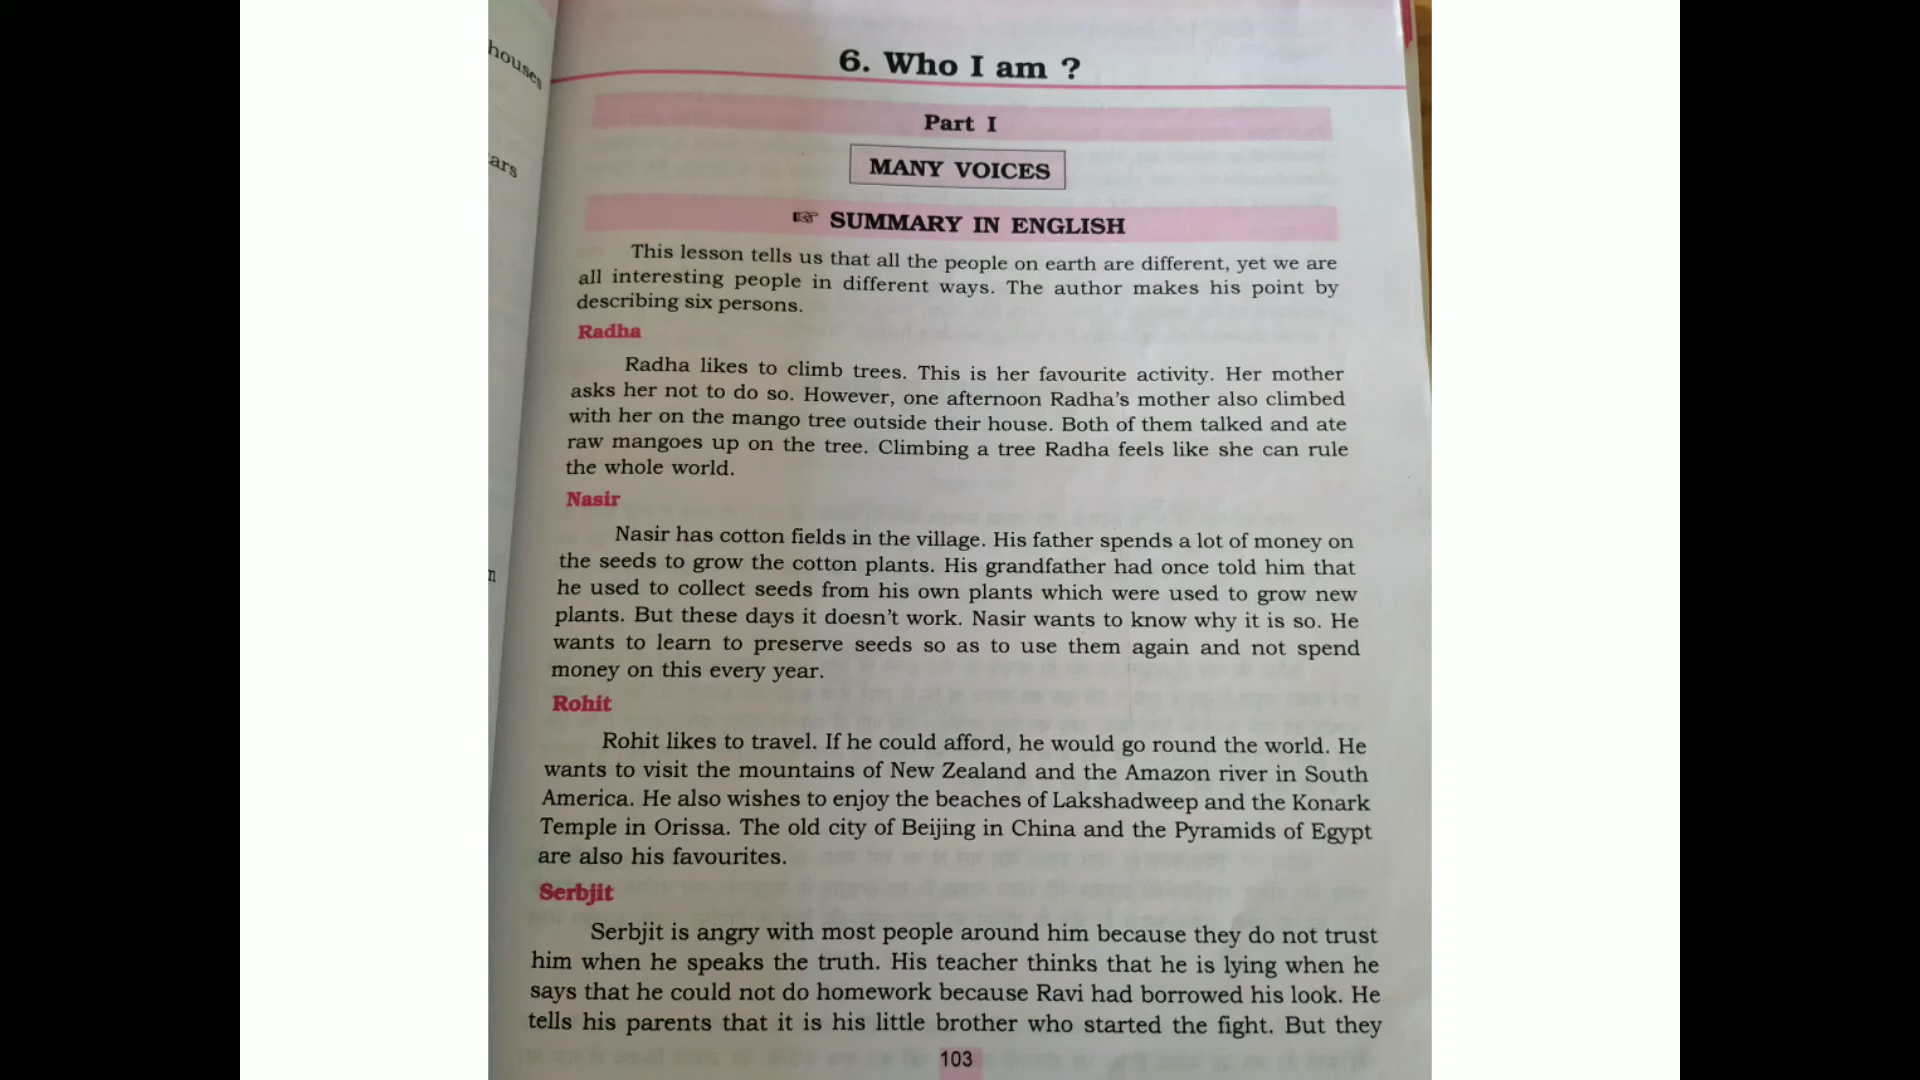 houses
ars
n
6. Who I am ?
Part I
MANY VOICES
☞ SUMMARY IN ENGLISH
This lesson tells us that all the people on earth are different, yet we are
all interesting people in different ways. The author makes his point by
describing six persons.
Radha
Radha likes to climb trees. This is her favourite activity. Her mother
asks her not to do so. However, one afternoon Radha's mother also climbed
with her on the mango tree outside their house. Both of them talked and ate
raw mangoes up on the tree. Climbing a tree Radha feels like she can rule
the whole world.
Nasir
Nasir has cotton fields in the village. His father spends a lot of money on
the seeds to grow the cotton plants. His grandfather had once told him that
he used to collect seeds from his own plants which were used to grow new
plants. But these days it doesn't work. Nasir wants to know why it is so. He
wants to learn to preserve seeds so as to use them again and not spend
money on this every year.
Rohit
Rohit likes to travel. If he could afford, he would go round the world. He
wants to visit the mountains of New Zealand and the Amazon river in South
America. He also wishes to enjoy the beaches of Lakshadweep and the Konark
Temple in Orissa. The old city of Beijing in China and the Pyramids of Egypt
are also his favourites.
Serbjit
Serbjit is angry with most people around him because they do not trust
him when he speaks the truth. His teacher thinks that he is lying when he
says that he could not do homework because Ravi had borrowed his look. He
tells his parents that it is his little brother who started the fight. But they
103